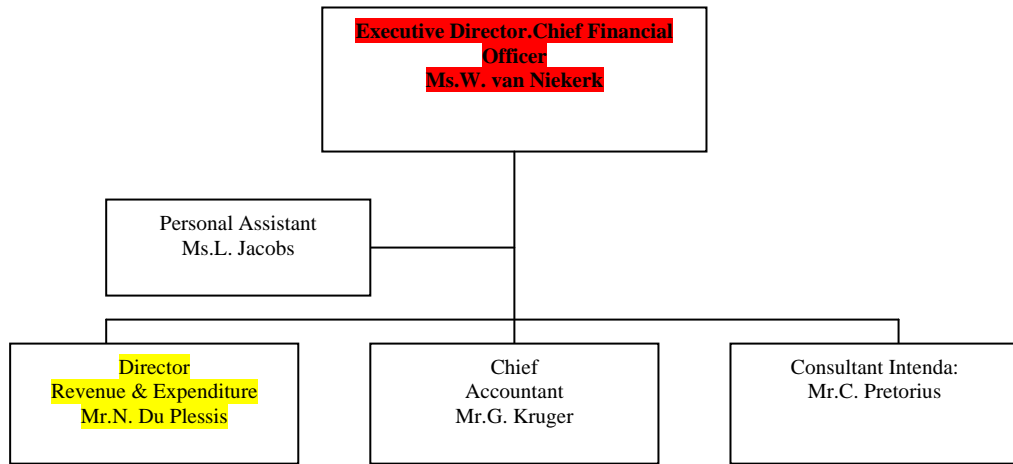 Executive Director.Chief Financial
Officer
Ms.W. van Niekerk
Personal Assistant
Ms.L. Jacobs
Director
Revenue & Expenditure
Mr.N. Du Plessis
Chief
Accountant
Mr.G. Kruger
Consultant Intenda:
Mr.C. Pretorius